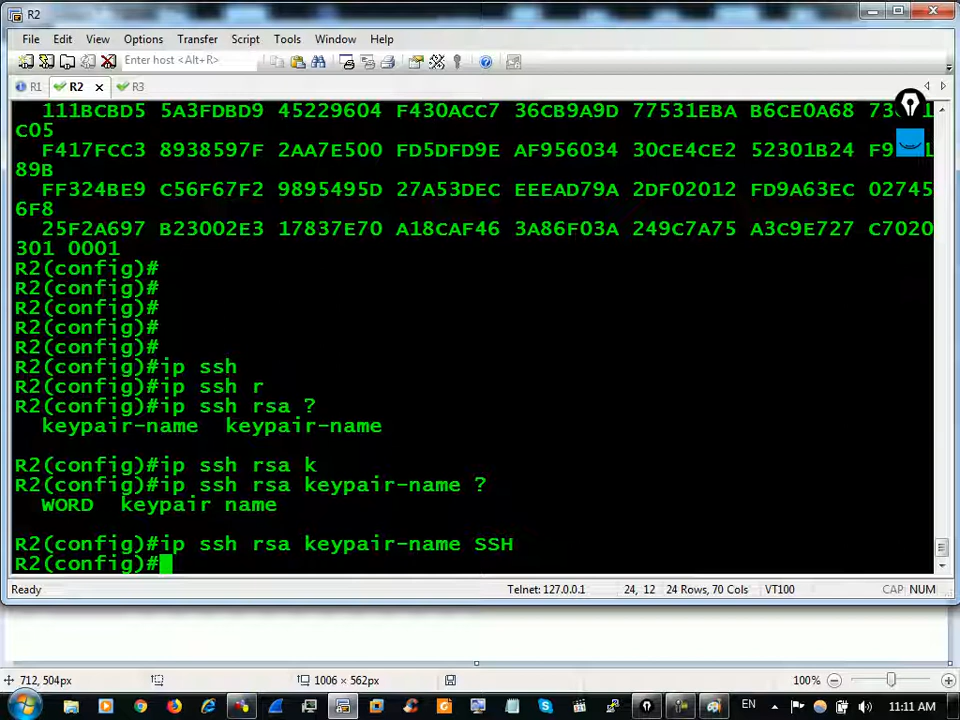 R2
File Edit View Options Transfer Script Tools Window Help
Enter host <Alt+R>
R1 R2 R3
111BCBD5 5A3FDBD9 45229604 F430ACC7 36CB9A9D 77531EBA B6CE0A68
C05
F417FCC3 8938597F 2AA7E500 FD5DFD9E AF956034 30CE4CE2 52301B24
89B
FF324BE9 C56F67F2 9895495D 27A53DEC EEEAD79A 2DF02012 FD9A63EC 02745
6F8
25F2A697 B23002E3 17837E70 A18CAF46 3A86F03A 249C7A75 A3C9E727 C7020
301 0001
R2(config)#
R2(config)#
R2(config)#
R2(config)#
R2(config)#
R2(config)#ip ssh
R2(config)#ip ssh r
R2(config)#ip ssh rsa ?
keypair-name keypair-name
R2(config)#ip ssh rsa k
R2(config)#ip ssh rsa keypair-name ?
WORD keypair name
R2(config)#ip ssh rsa keypair-name SSH
R2(config)#
Ready Telnet: 127.0.0.1 24, 12 24 Rows, 70 Cols VT100 CAP NUM
712, 504px 1006 × 562px 100%
EN 11:11 AM